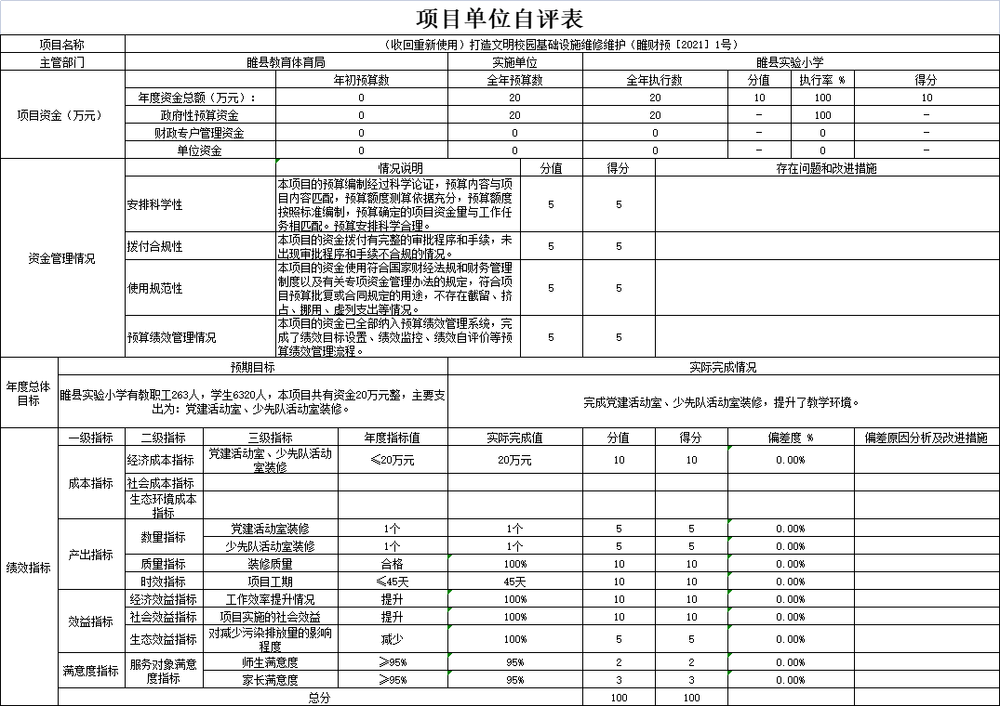 项目单位自评表
项目名称 （收回重新使用）打造文明校园基础设施维修维护（睢财预［2021］1号）
主管部门 睢县教育体育局 实施单位 睢县实验小学
项目资金（万元） 年初预算数 全年预算数 全年执行数 分值 执行率 % 得分
年度资金总额（万元）： 0 20 20 10 100 10
政府性预算资金 0 20 20 － 100 －
财政专户管理资金 0 0 0 － 0 －
单位资金 0 0 0 － 0 －
资金管理情况 情况说明 分值 得分 存在问题和改进措施
安排科学性
本项目的预算编制经过科学论证，预算内容与项
目内容匹配，预算额度测算依据充分，预算额度
按照标准编制，预算确定的项目资金量与工作任
务相匹配。预算安排科学合理。
5 5
拨付合规性
本项目的资金拨付有完整的审批程序和手续，未
出现审批程序和手续不合规的情况。
5 5
使用规范性
本项目的资金使用符合国家财经法规和财务管理
制度以及有关专项资金管理办法的规定，符合项
目预算批复或合同规定的用途，不存在截留、挤
占、挪用、虚列支出等情况。
5 5
预算绩效管理情况
本项目的资金已全部纳入预算绩效管理系统，完
成了绩效目标设置、绩效监控、绩效自评价等预
算绩效管理流程。
5 5
年度总体
目标
预期目标 实际完成情况
睢县实验小学有教职工263人，学生6320人，本项目共有资金20万元整，主要支
出为：党建活动室、少先队活动室装修。
完成党建活动室、少先队活动室装修，提升了教学环境。
绩效指标 一级指标 二级指标 三级指标 年度指标值 实际完成值 分值 得分 偏差度 % 偏差原因分析及改进措施
成本指标 经济成本指标 党建活动室、少先队活动
室装修
≤20万元 20万元 10 10 0.00%
社会成本指标
生态环境成本
指标
产出指标 数量指标 党建活动室装修 1个 1个 5 5 0.00%
少先队活动室装修 1个 1个 5 5 0.00%
质量指标 装修质量 合格 100% 10 10 0.00%
时效指标 项目工期 ≤45天 45天 10 10 0.00%
效益指标 经济效益指标 工作效率提升情况 提升 100% 10 10 0.00%
社会效益指标 项目实施的社会效益 提升 100% 10 10 0.00%
生态效益指标 对减少污染排放量的影响
程度
减少 100% 5 5 0.00%
满意度指标 服务对象满意
度指标
师生满意度 ≥95% 95% 2 2 0.00%
家长满意度 ≥95% 95% 3 3 0.00%
总分 100 100